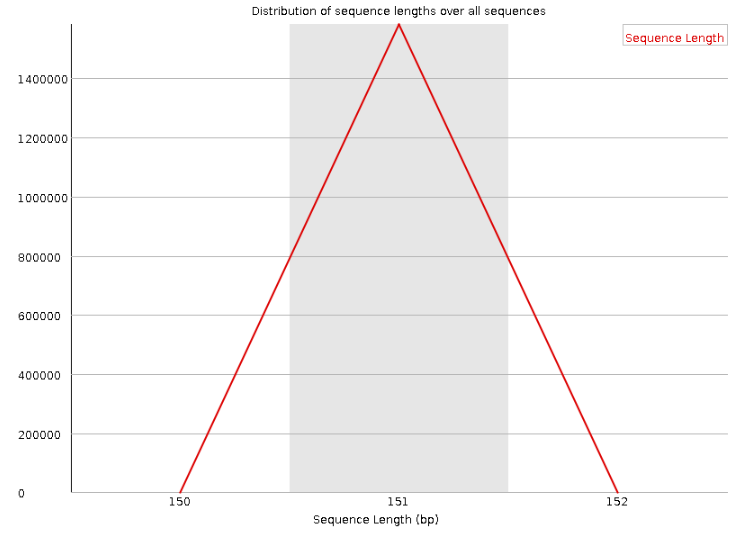 Distribution of sequence lengths over all sequences
Sequence Length
1400000
1200000
1000000
800000
600000
400000
200000
0
150 151 152
Sequence Length (bp)